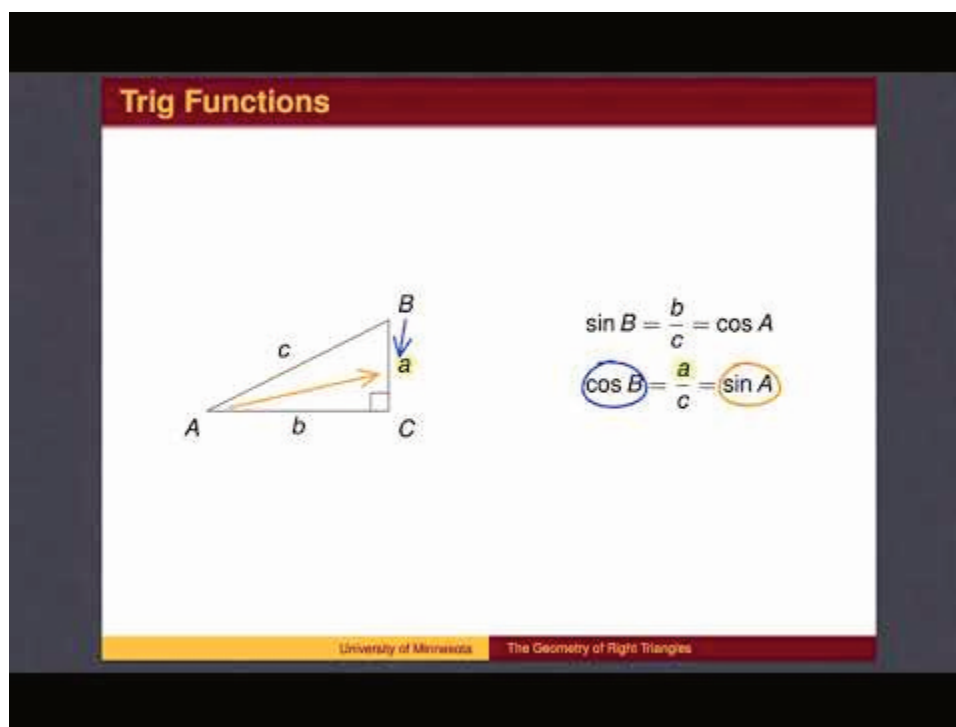 Trig Functions
B
c
a
A
b
C
sin B = b/c = cos A
cos B = a/c = sin A
University of Minnesota
The Geometry of Right Triangles